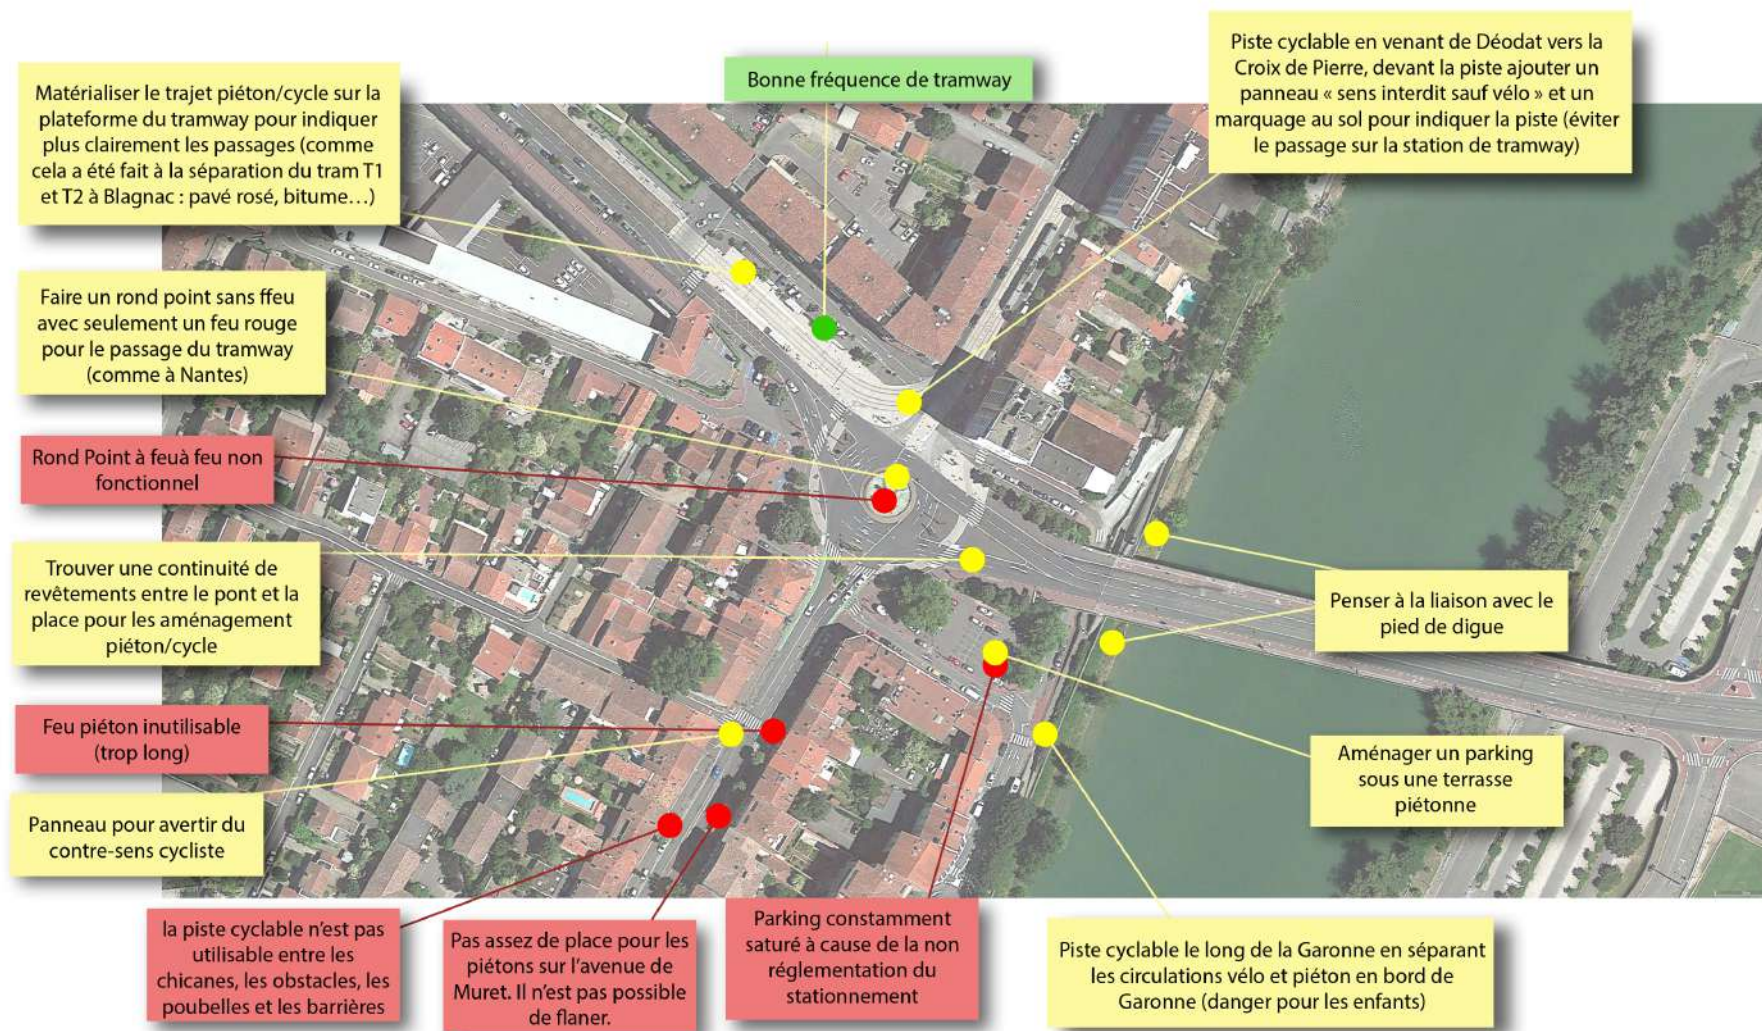 Matérialiser le trajet piéton/cycle sur la
plateforme du tramway pour indiquer
plus clairement les passages (comme
cela a été fait à la séparation du tram T1
et T2 à Blagnac : pavé rosé, bitume…)
Bonne fréquence de tramway
Piste cyclable en venant de Déodat vers la
Croix de Pierre, devant la piste ajouter un
panneau « sens interdit sauf vélo » et un
marquage au sol pour indiquer la piste (éviter
le passage sur la station de tramway)
Faire un rond point sans ffeu
avec seulement un feu rouge
pour le passage du tramway
(comme à Nantes)
Rond Point à feuà feu non
fonctionnel
Trouver une continuité de
revêtements entre le pont et la
place pour les aménagement
piéton/cycle
Penser à la liaison avec le
pied de digue
Feu piéton inutilisable
(trop long)
Aménager un parking
sous une terrasse
piétonne
Panneau pour avertir du
contre-sens cycliste
la piste cyclable n'est pas
utilisable entre les
chicanes, les obstacles, les
poubelles et les barrières
Pas assez de place pour les
piétons sur l'avenue de
Muret. Il n'est pas possible
de flaner.
Parking constamment
saturé à cause de la non
réglementation du
stationnement
Piste cyclable le long de la Garonne en séparant
les circulations vélo et piéton en bord de
Garonne (danger pour les enfants)